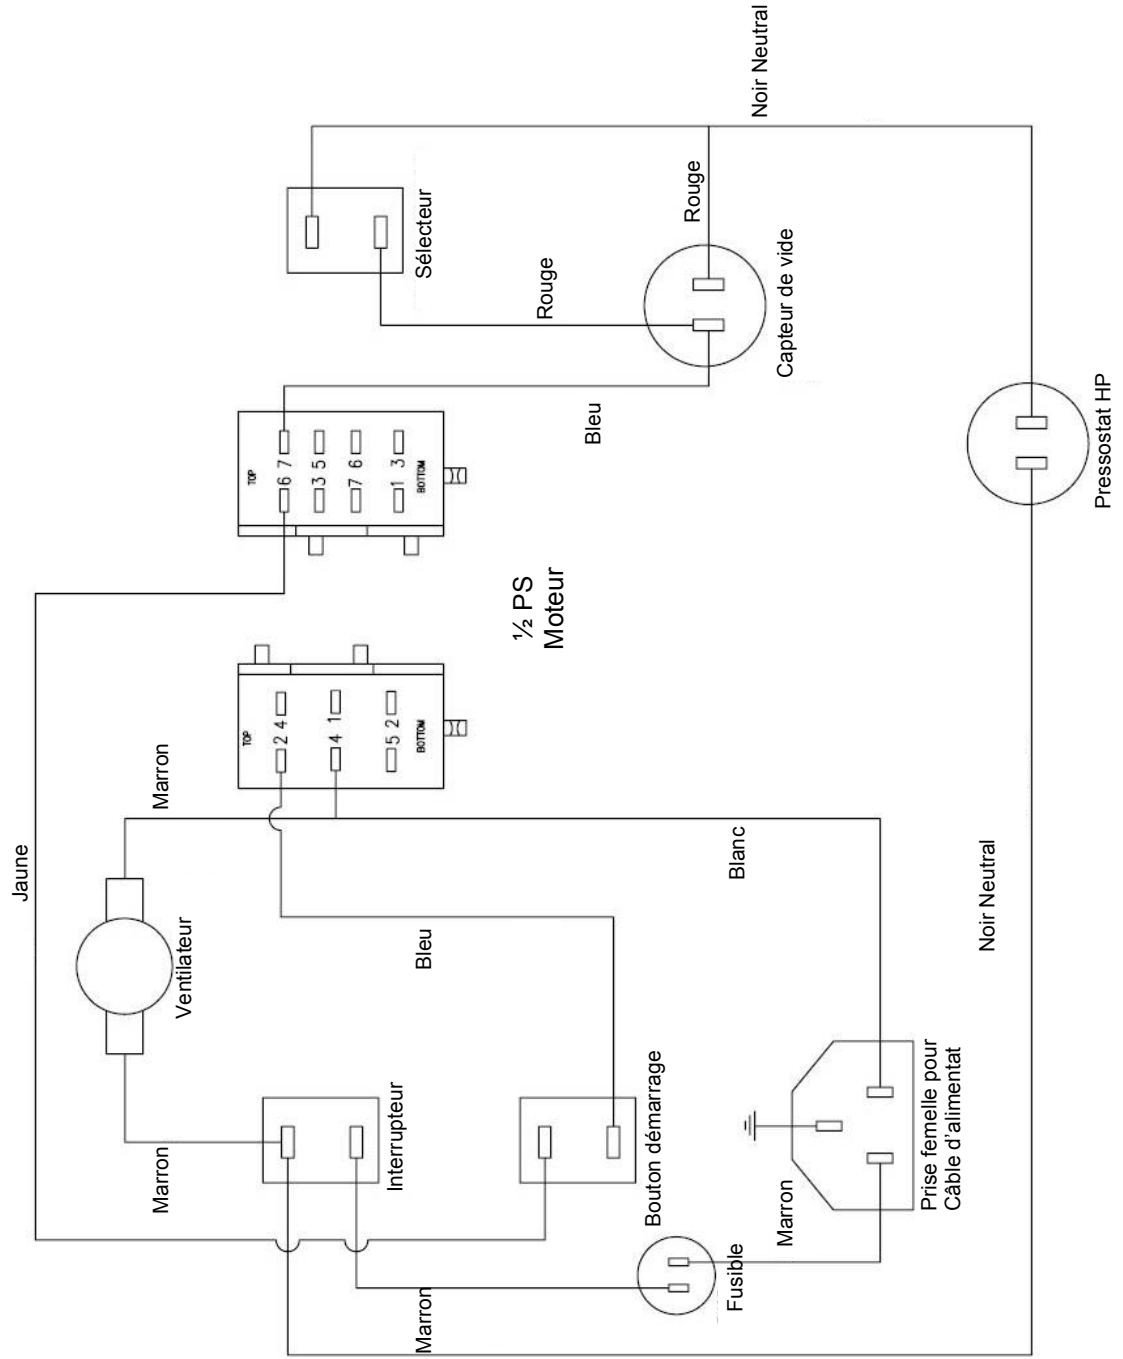 Jaune
Marron
Ventilateur
Marron
Interrupteur
Marron
Bleu
Bouton démarrage
Fusible
Marron
Prise femelle pour
Câble d'alimentat
Blanc
Noir Neutral
TOP
2 4
4 1
5 2
BOTTOM
½ PS
Moteur
TOP
6 7
3 5
7 6
1 3
BOTTOM
Bleu
Rouge
Sélecteur
Rouge
Capteur de vide
Noir Neutral
Pressostat HP